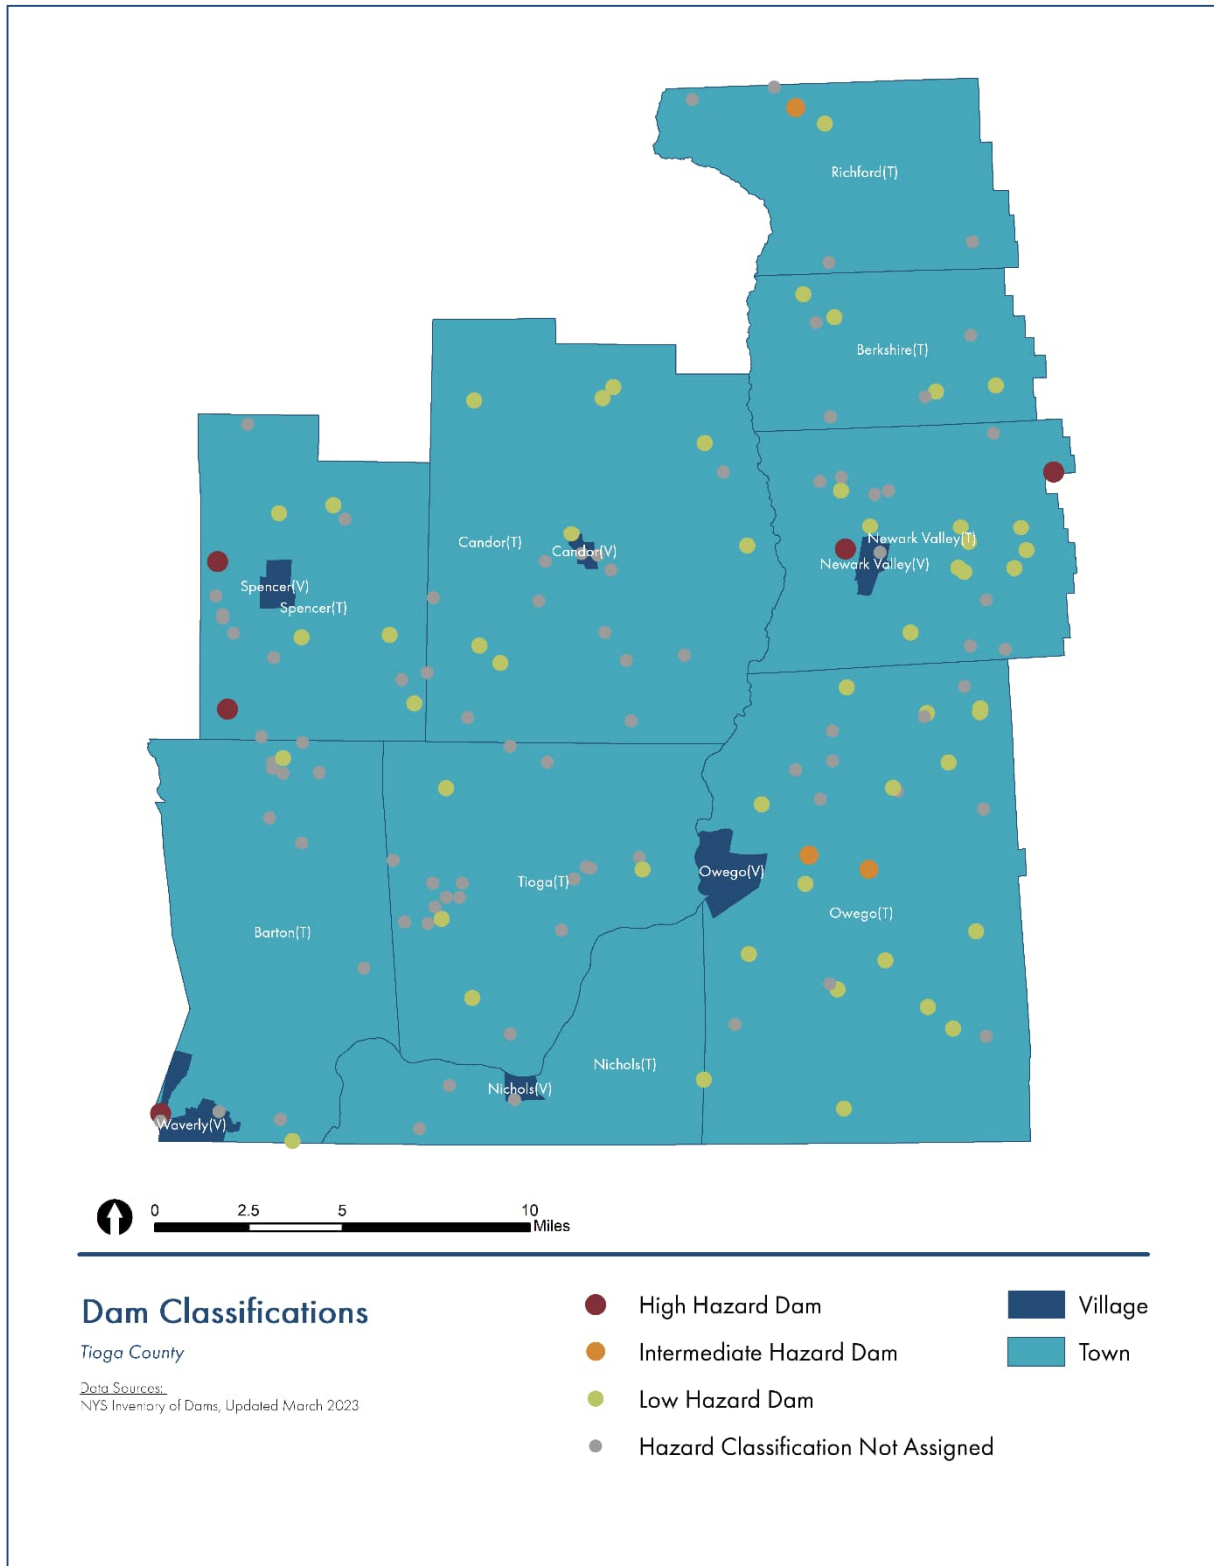 Richford(T)
Berkshire(T)
Candor(T)
Candor(V)
Newark Valley(T)
Newark Valley(V)
Spencer(V)
Spencer(T)
Tioga(T)
Owego(V)
Owego(T)
Barton(T)
Nichols(T)
Nichols(V)
Waverly(V)
0 2.5 5 10
Miles
Dam Classifications
Tioga County
Data Sources:
NYS Inventory of Dams, Updated March 2023
High Hazard Dam
Intermediate Hazard Dam
Low Hazard Dam
Hazard Classification Not Assigned
Village
Town